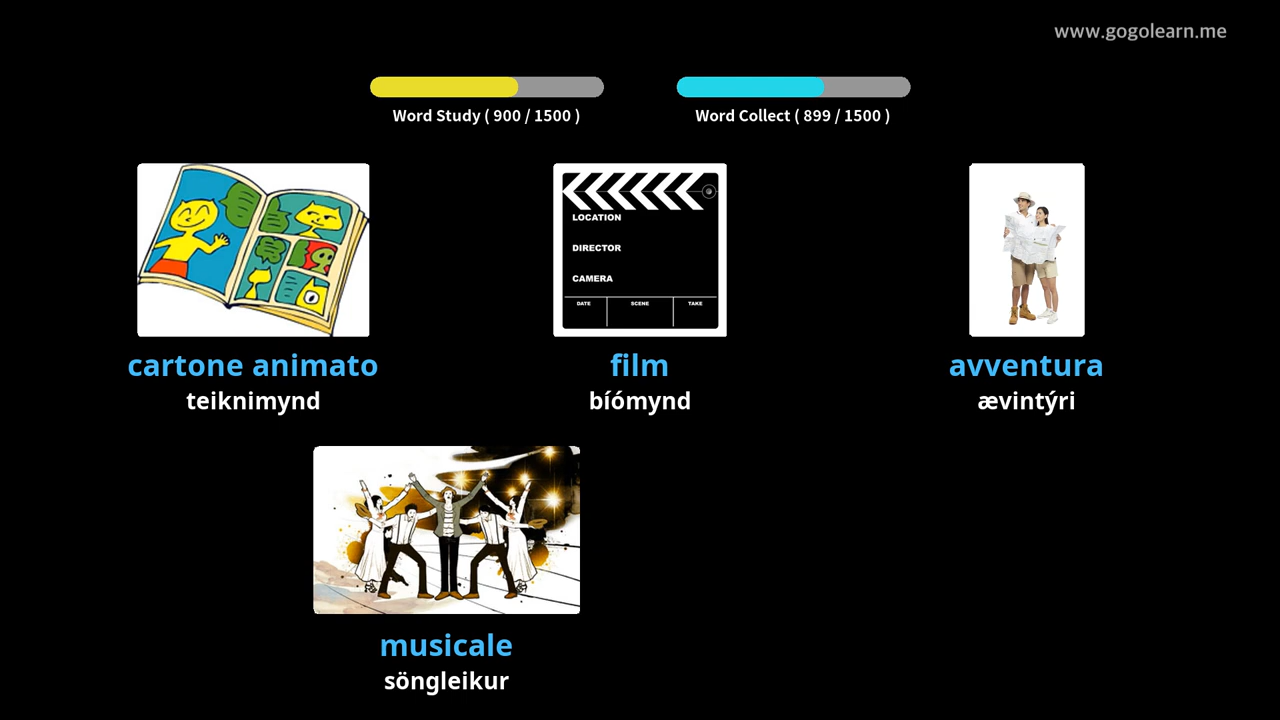 www.gogolearn.me
Word Study ( 900 / 1500 )
Word Collect ( 899 / 1500 )
LOCATION
DIRECTOR
CAMERA
DATE
SCENE
TAKE
cartone animato
teiknimynd
film
bíómynd
avventura
ævintýri
musicale
söngleikur